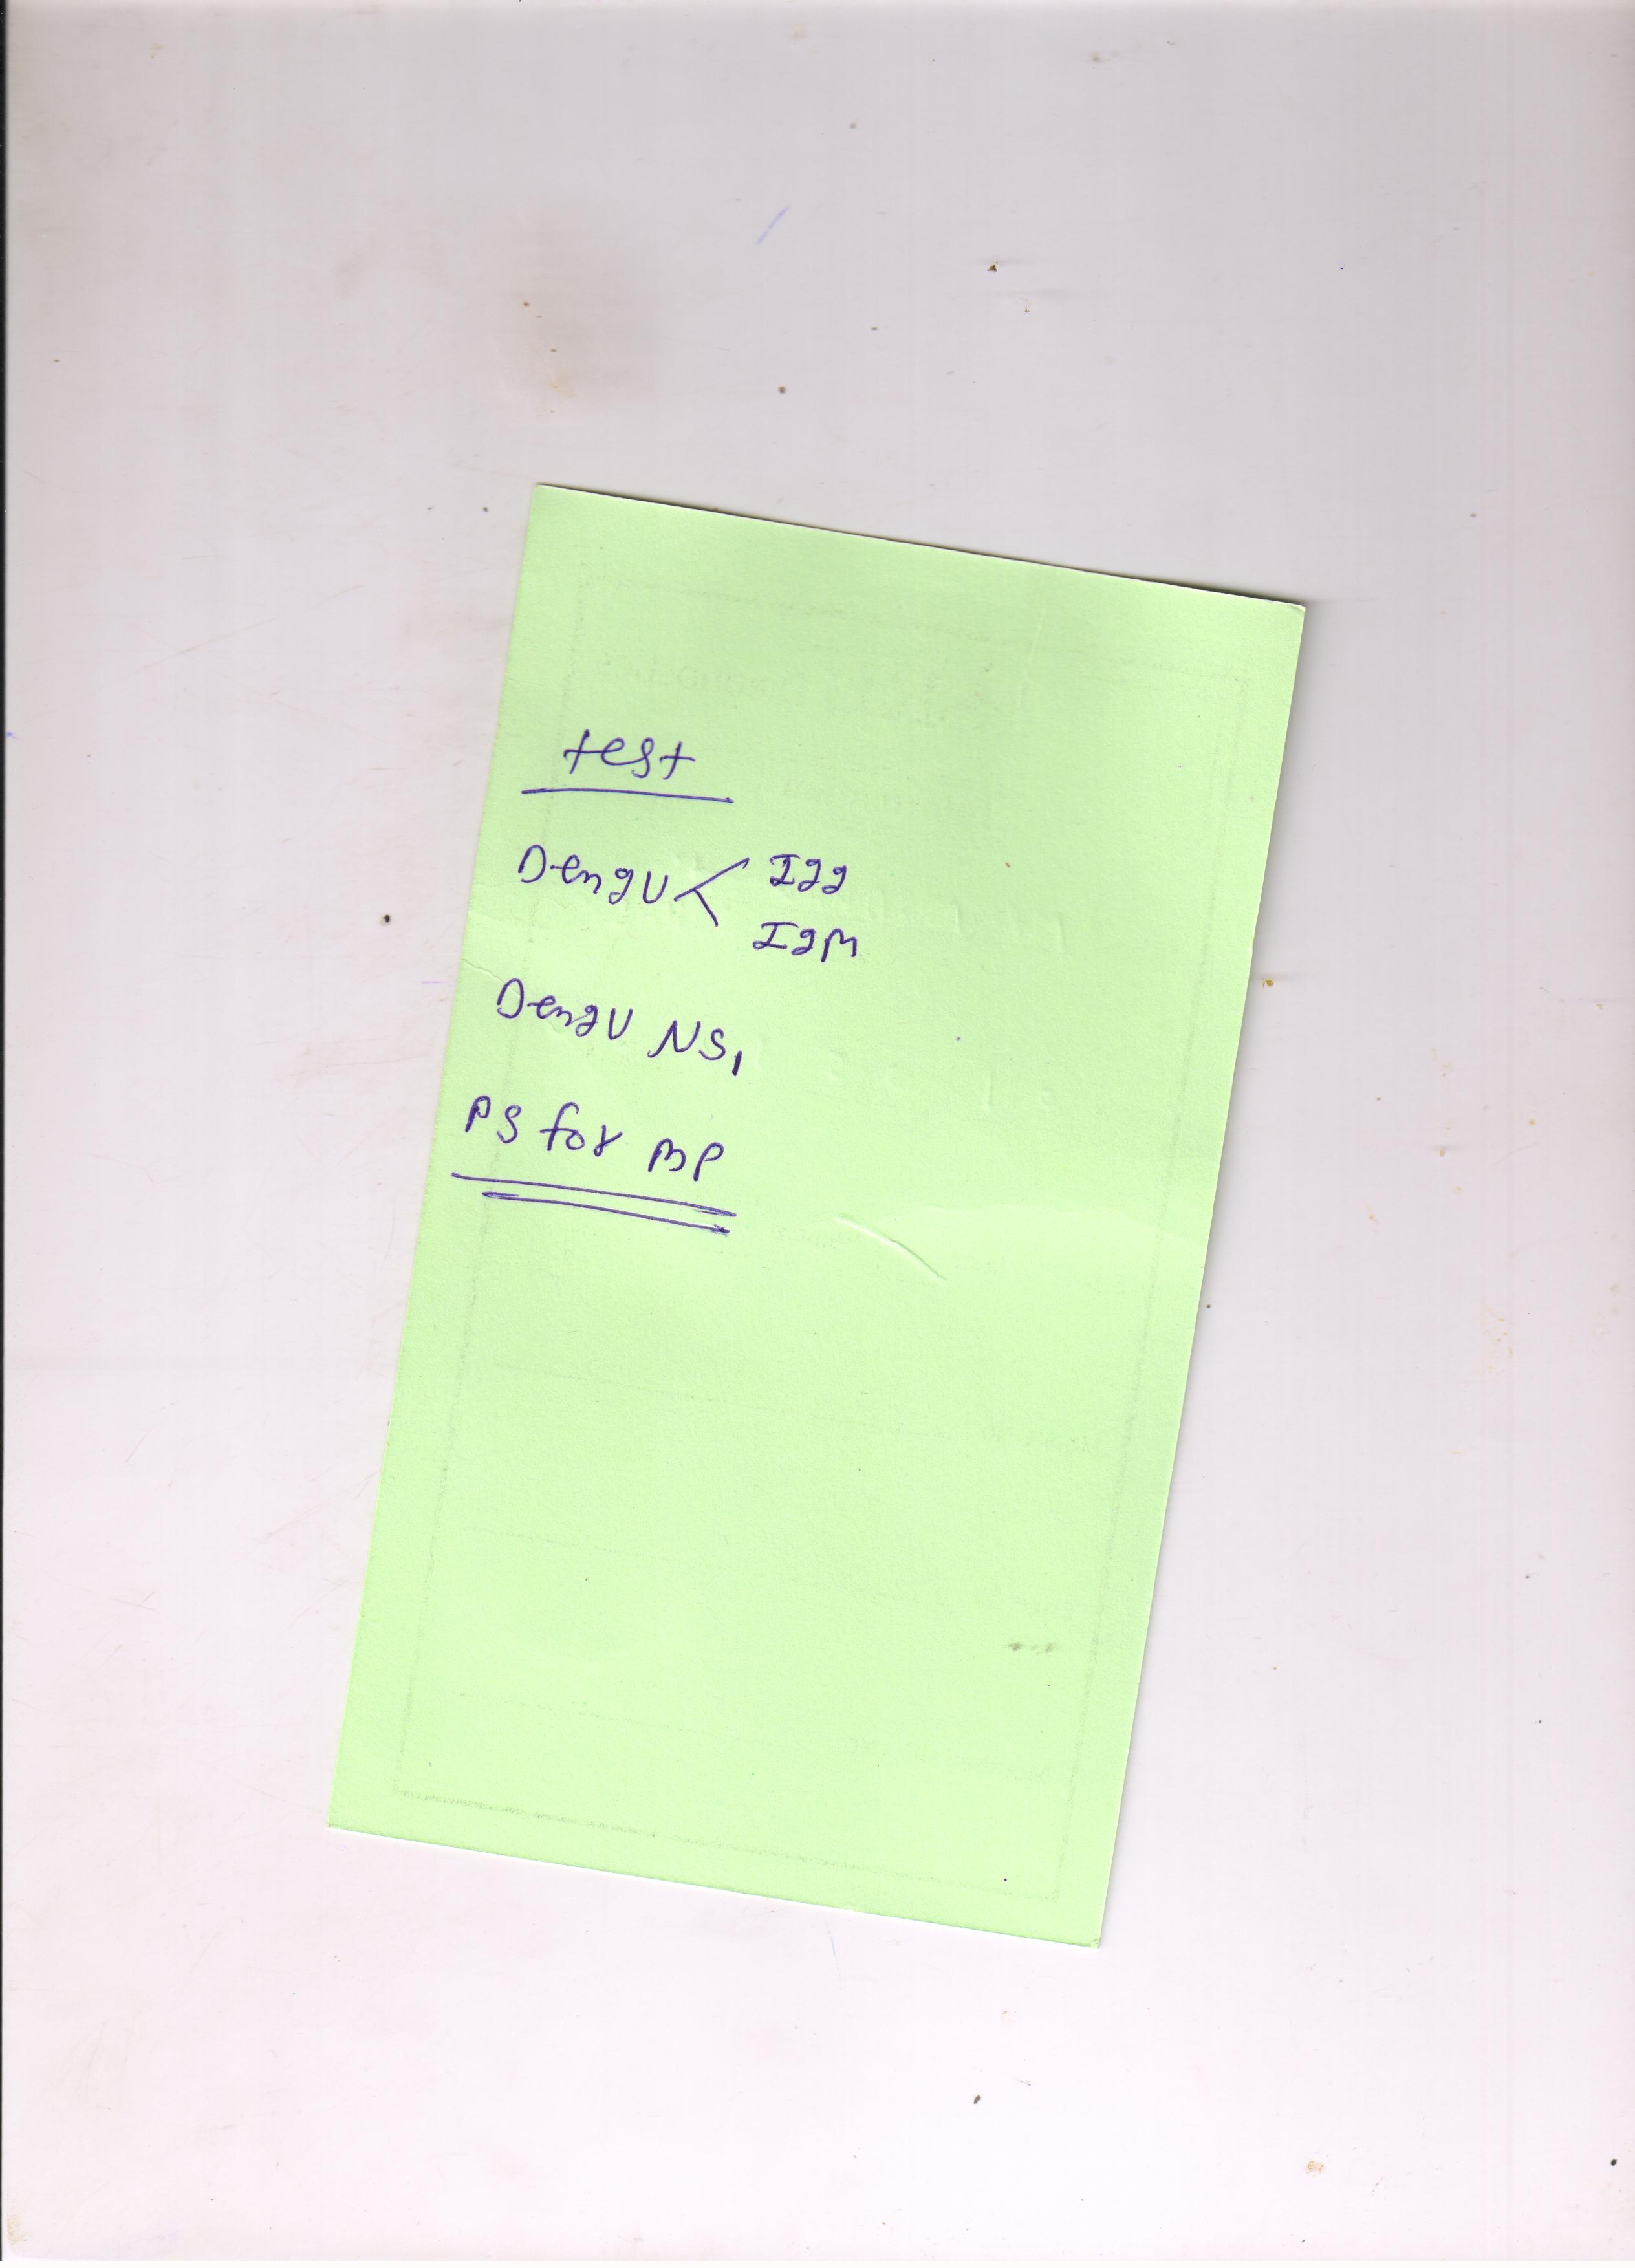 test
Dengu < Igg
IgM
Dengu NS1
PS for MP